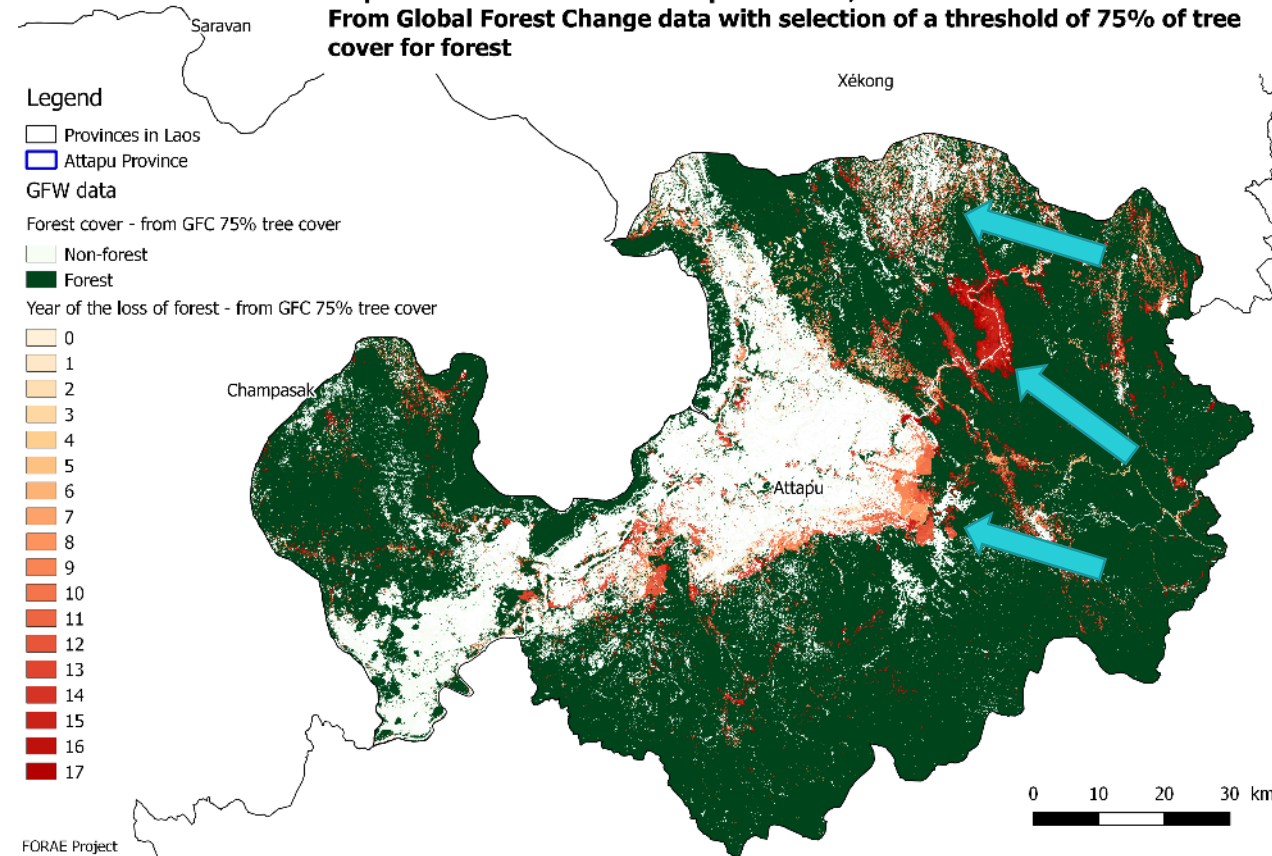 From Global Forest Change data with selection of a threshold of 75% of tree
cover for forest
Saravan
Xékong
Legend
Provinces in Laos
Attapu Province
GFW data
Forest cover - from GFC 75% tree cover
Non-forest
Forest
Year of the loss of forest - from GFC 75% tree cover
0
1
2
3
4
5
6
7
8
9
10
11
12
13
14
15
16
17
Champasak
Attapu
0 10 20 30 km
FORAE Project